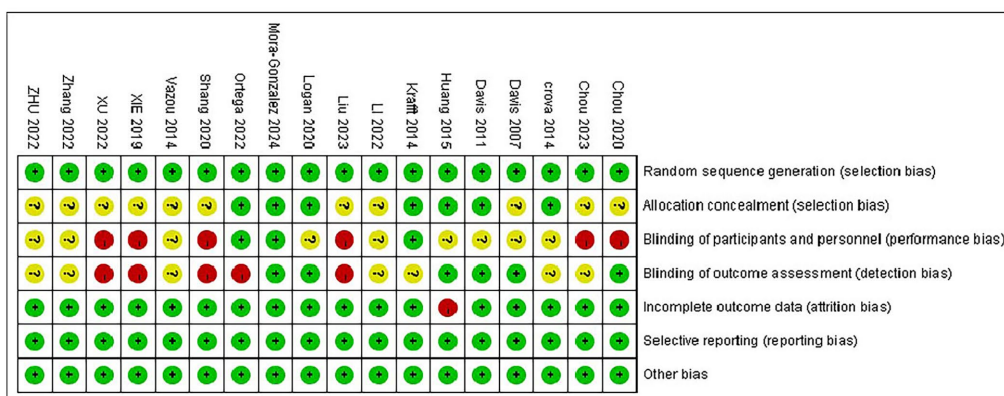 ZHU 2022
Zhang 2022
XU 2022
XIE 2019
Vazou 2014
Shang 2020
Ortega 2022
Mora-Gonzalez 2024
Logan 2020
Liu 2023
LI 2022
Krafft 2014
Huang 2015
Davis 2011
Davis 2007
crova 2014
Chou 2023
Chou 2020
+ + + + + + + + + + + + + + + + + + Random sequence generation (selection bias)
? ? ? ? ? ? + + + ? ? + + + ? + ? ? Allocation concealment (selection bias)
? ? - - ? - + + ? - ? + ? ? ? ? - - Blinding of participants and personnel (performance bias)
? ? - - ? - - + + - ? ? + + + ? ? + Blinding of outcome assessment (detection bias)
+ + + + + + + + + + + + - + + + + + Incomplete outcome data (attrition bias)
+ + + + + + + + + + + + + + + + + + Selective reporting (reporting bias)
+ + + + + + + + + + + + + + + + + + Other bias